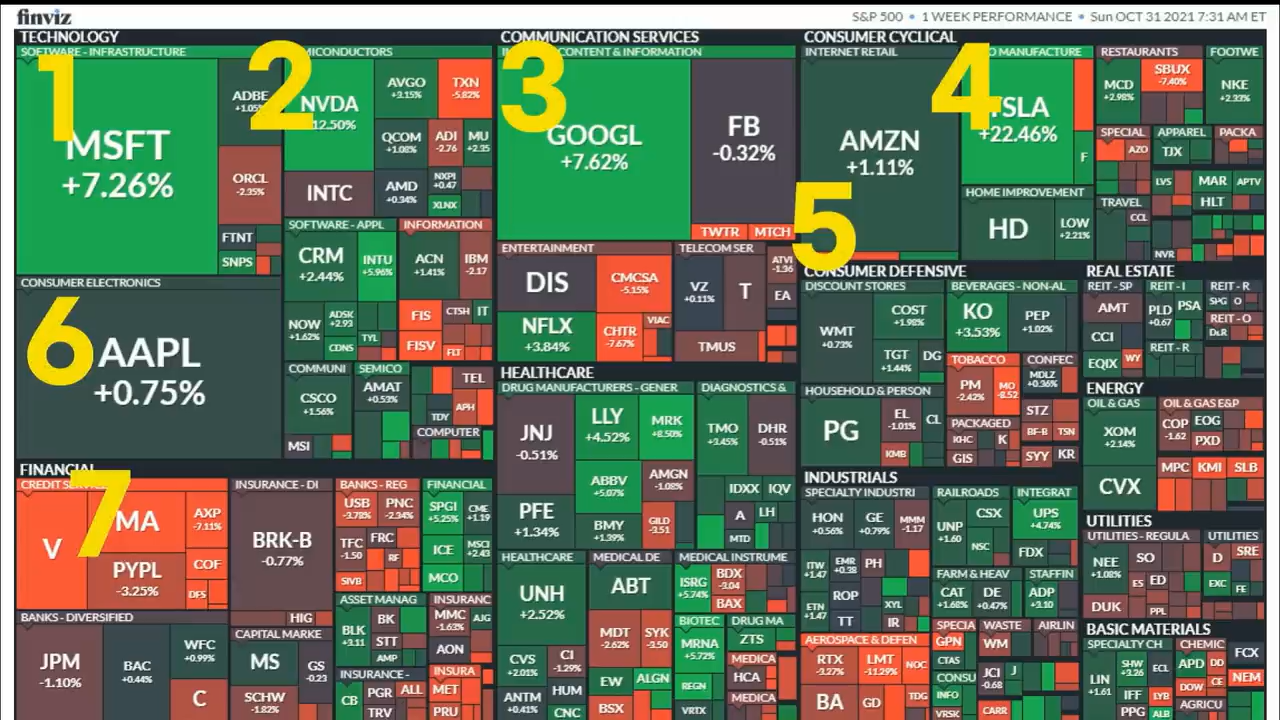 finviz
S&P 500 • 1 WEEK PERFORMANCE • Sun OCT 31 2021 7:31 AM ET
TECHNOLOGY
SOFTWARE - INFRASTRUCTURE
1
MSFT
+7.26%
ADBE
+1.05%
ORCL
-2.35%
FTNT
SNPS
2
NVDA
12.50%
INTC
AVGO
+3.15%
TXN
-5.82%
QCOM
+1.08%
ADI
-2.76
MU
+2.35
AMD
+0.34%
NXPI
+0.47
XLNX
SOFTWARE - APPL
CRM
+2.44%
INTU
+5.96%
NOW
+1.62%
ADSK
+2.93
CDNS
TYL
INFORMATION
ACN
+1.41%
IBM
-2.17
FIS
CTSH
IT
FISV
FLT
CONSUMER ELECTRONICS
6
AAPL
+0.75%
COMMUNI
CSCO
+1.56%
MSI
SEMICO
AMAT
+0.53%
TEL
TDY
APH
COMPUTER
COMMUNICATION SERVICES
CONTENT & INFORMATION
3
GOOGL
+7.62%
FB
-0.32%
TWTR
MTCH
ENTERTAINMENT
DIS
CMCSA
-5.15%
NFLX
+3.84%
CHTR
-7.67%
VIAC
TELECOM SER
VZ
+0.11%
T
TMUS
ATVI
-1.36
EA
CONSUMER CYCLICAL
INTERNET RETAIL
AMZN
+1.11%
5
4
MANUFACTURE
TSLA
+22.46%
F
HOME IMPROVEMENT
HD
LOW
+2.21%
RESTAURANTS
MCD
+2.98%
SBUX
-7.40%
FOOTWE
NKE
+2.33%
SPECIAL
AZO
APPAREL
TJX
PACKA
LVS
MAR
APTV
HLT
TRAVEL
CCL
NVR
CONSUMER DEFENSIVE
DISCOUNT STORES
WMT
+0.73%
COST
+1.98%
TGT
+1.44%
DG
BEVERAGES - NON-AL
KO
+3.53%
PEP
+1.02%
TOBACCO
PM
-2.42%
MO
-8.52
CONFEC
MDLZ
+0.36%
HOUSEHOLD & PERSON
PG
EL
-1.01%
CL
KMB
PACKAGED
KHC
K
GIS
STZ
BF-B
TSN
SYY
KR
REAL ESTATE
REIT - SP
AMT
CCI
EQIX
WY
REIT - I
PLD
+0.67
PSA
REIT - R
REIT - R
SPG
O
REIT - O
DLR
ENERGY
OIL & GAS
XOM
+2.14%
CVX
OIL & GAS E&P
COP
-1.62
EOG
PXD
MPC
KMI
SLB
HEALTHCARE
DRUG MANUFACTURERS - GENER
JNJ
-0.51%
LLY
+4.52%
MRK
+8.50%
PFE
+1.34%
ABBV
+5.07%
AMGN
-1.08%
BMY
+1.39%
GILD
-3.51
DIAGNOSTICS &
TMO
+3.45%
DHR
-0.51%
IDXX
IQV
A
LH
MTD
HEALTHCARE
UNH
+2.52%
CVS
+2.01%
CI
-1.29%
ANTM
+0.41%
HUM
CNC
MEDICAL DE
ABT
MDT
-2.62%
SYK
-3.50
EW
ALGN
BSX
MEDICAL INSTRUME
ISRG
+5.74%
BDX
-3.04
BAX
BIOTEC
MRNA
+5.72%
REGN
VRTX
DRUG MA
ZTS
MEDICA
HCA
MEDICA
FINANCIAL
CREDIT SERVICES
7
V
MA
AXP
-7.11%
PYPL
-3.25%
COF
DFS
INSURANCE - DI
BRK-B
-0.77%
HIG
BANKS - REG
USB
-3.78%
PNC
-2.34%
TFC
-1.50
FRC
RF
SIVB
FINANCIAL
SPGI
+5.25%
CME
+1.19
ICE
MSCI
+2.43
MCO
BANKS - DIVERSIFIED
JPM
-1.10%
BAC
+0.44%
WFC
+0.99%
C
CAPITAL MARKE
MS
GS
-0.23
SCHW
-1.82%
ASSET MANAG
BLK
+3.11
BK
STT
AMP
INSURANCE -
CB
PGR
ALL
TRV
INSURANC
MMC
-1.63%
AJG
AON
INSURA
MET
PRU
INDUSTRIALS
SPECIALTY INDUSTRI
HON
+0.56%
GE
+0.79%
MMM
-1.17
ITW
+1.47
EMR
+0.38
PH
ROP
ETN
+1.47
TT
XYL
IR
RAILROADS
UNP
+1.60
CSX
NSC
INTEGRAT
UPS
+4.74%
FDX
FARM & HEAV
CAT
+1.68%
DE
+0.47%
STAFFIN
ADP
+3.10
AEROSPACE & DEFEN
RTX
-3.27%
LMT
-11.29%
NOC
BA
GD
TDG
SPECIA
GPN
CTAS
WASTE
WM
AIRLIN
CONSU
INFO
VRSK
JCI
-0.68
J
CARR
UTILITIES
UTILITIES - REGULA
NEE
+1.08%
SO
ES
ED
DUK
PPL
D
SRE
UTILITIES
EXC
FE
BASIC MATERIALS
SPECIALTY CH
LIN
+1.61
SHW
+3.26
ECL
IFF
LYB
PPG
ALB
CHEMIC
APD
DD
DOW
CE
AGRICU
FCX
NEM